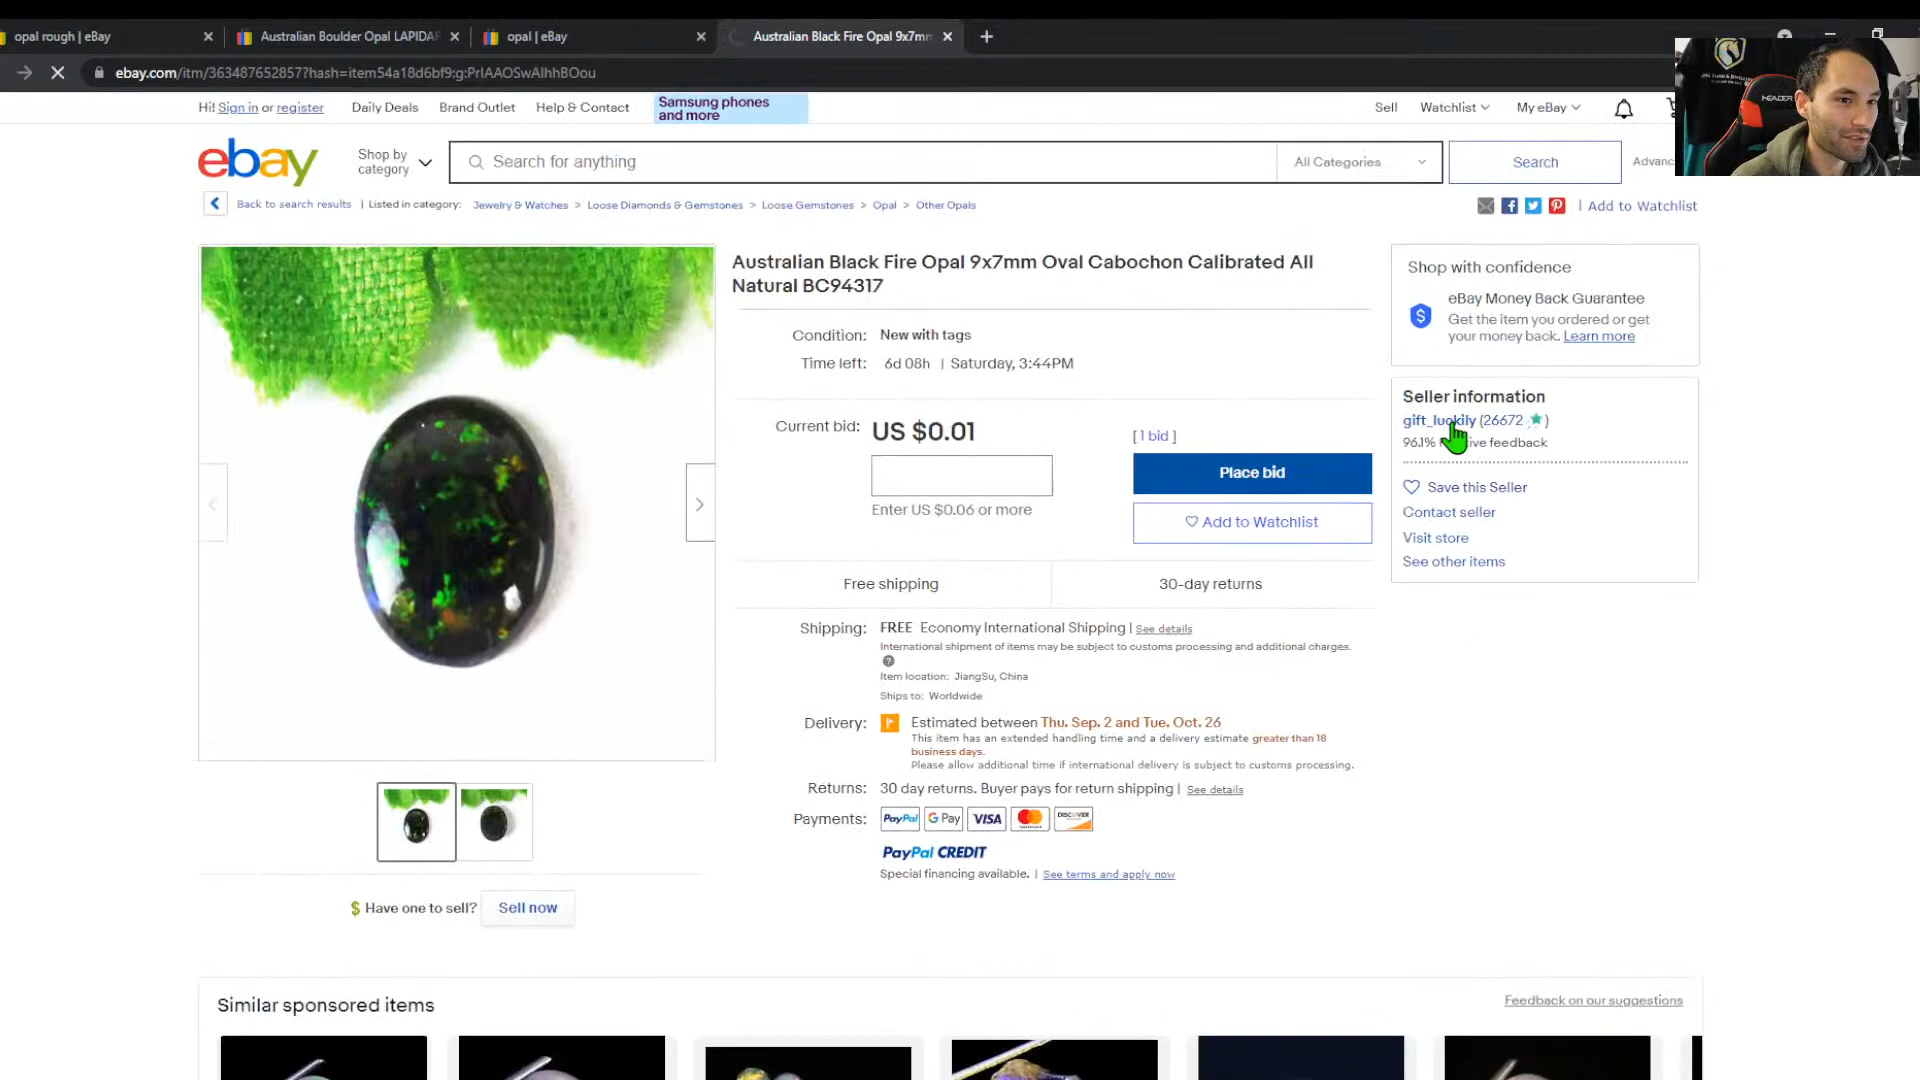 opal rough | eBay
Australian Boulder Opal LAPIDAR
opal | eBay
Australian Black Fire Opal 9x7mm
ebay.com/itm/363487652857?hash=item54a18d6bf9:g:PrIAAOSwAlhhBOou
Hi! Sign in or register
Daily Deals
Brand Outlet
Help & Contact
Samsung phones
and more
Sell
Watchlist
My eBay
ebay
Shop by
category
Search for anything
All Categories
Search
Advanc
Back to search results | Listed in category: Jewelry & Watches > Loose Diamonds & Gemstones > Loose Gemstones > Opal > Other Opals
| Add to Watchlist
Australian Black Fire Opal 9x7mm Oval Cabochon Calibrated All
Natural BC94317
Condition: New with tags
Time left: 6d 08h | Saturday, 3:44PM
Current bid: US $0.01
[ 1 bid ]
Place bid
Enter US $0.06 or more
Add to Watchlist
Free shipping
30-day returns
Shipping: FREE Economy International Shipping | See details
International shipment of items may be subject to customs processing and additional charges.
Item location: JiangSu, China
Ships to: Worldwide
Delivery: Estimated between Thu. Sep. 2 and Tue. Oct. 26
This item has an extended handling time and a delivery estimate greater than 18
business days.
Please allow additional time if international delivery is subject to customs processing.
Returns: 30 day returns. Buyer pays for return shipping | See details
Payments: PayPal G Pay VISA MasterCard DISCOVER
PayPal CREDIT
Special financing available. | See terms and apply now
Shop with confidence
eBay Money Back Guarantee
Get the item you ordered or get
your money back. Learn more
Seller information
gift_luckily (26672 )
96.1% feedback
Save this Seller
Contact seller
Visit store
See other items
$ Have one to sell? Sell now
Similar sponsored items
Feedback on our suggestions